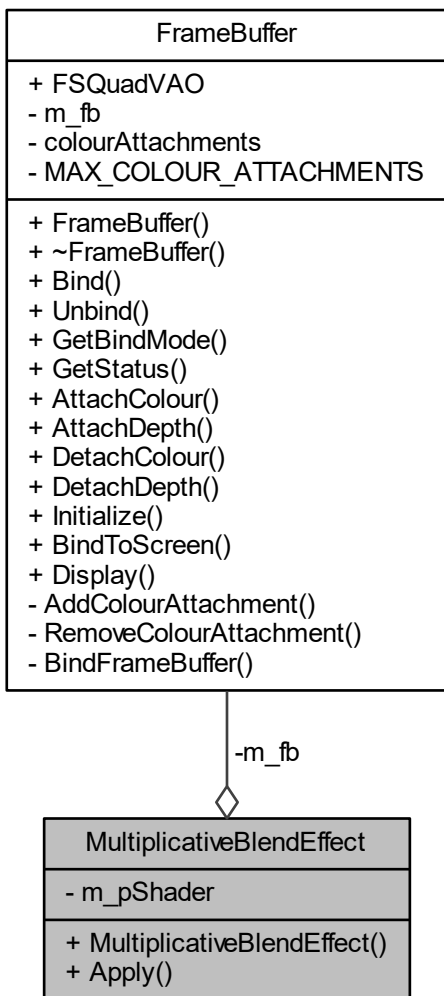 FrameBuffer
+ FSQuadVAO
- m_fb
- colourAttachments
- MAX_COLOUR_ATTACHMENTS
+ FrameBuffer()
+ ~FrameBuffer()
+ Bind()
+ Unbind()
+ GetBindMode()
+ GetStatus()
+ AttachColour()
+ AttachDepth()
+ DetachColour()
+ DetachDepth()
+ Initialize()
+ BindToScreen()
+ Display()
- AddColourAttachment()
- RemoveColourAttachment()
- BindFrameBuffer()
-m_fb
MultiplicativeBlendEffect
- m_pShader
+ MultiplicativeBlendEffect()
+ Apply()